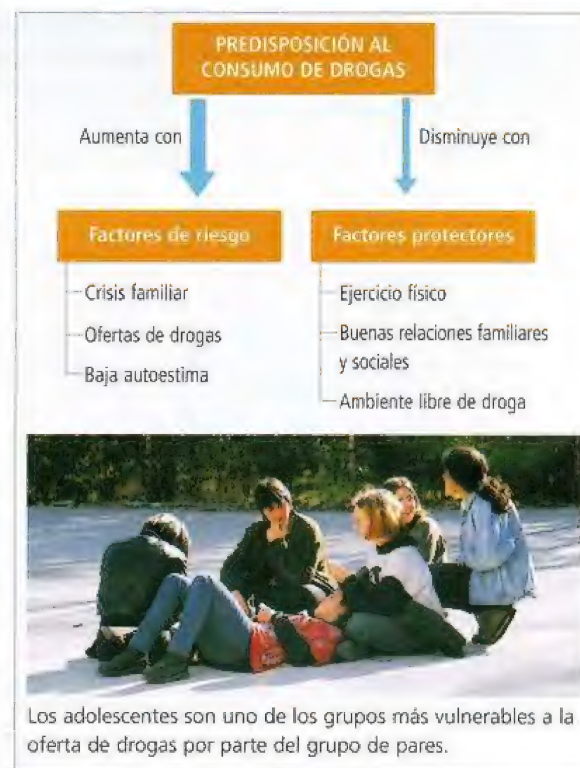 PREDISPOSICIÓN AL
CONSUMO DE DROGAS
Aumenta con
Disminuye con
Factores de riesgo
Factores protectores
Crisis familiar
Ofertas de drogas
Baja autoestima
Ejercicio físico
Buenas relaciones familiares
y sociales
Ambiente libre de droga
Los adolescentes son uno de los grupos más vulnerables a la
oferta de drogas por parte del grupo de pares.